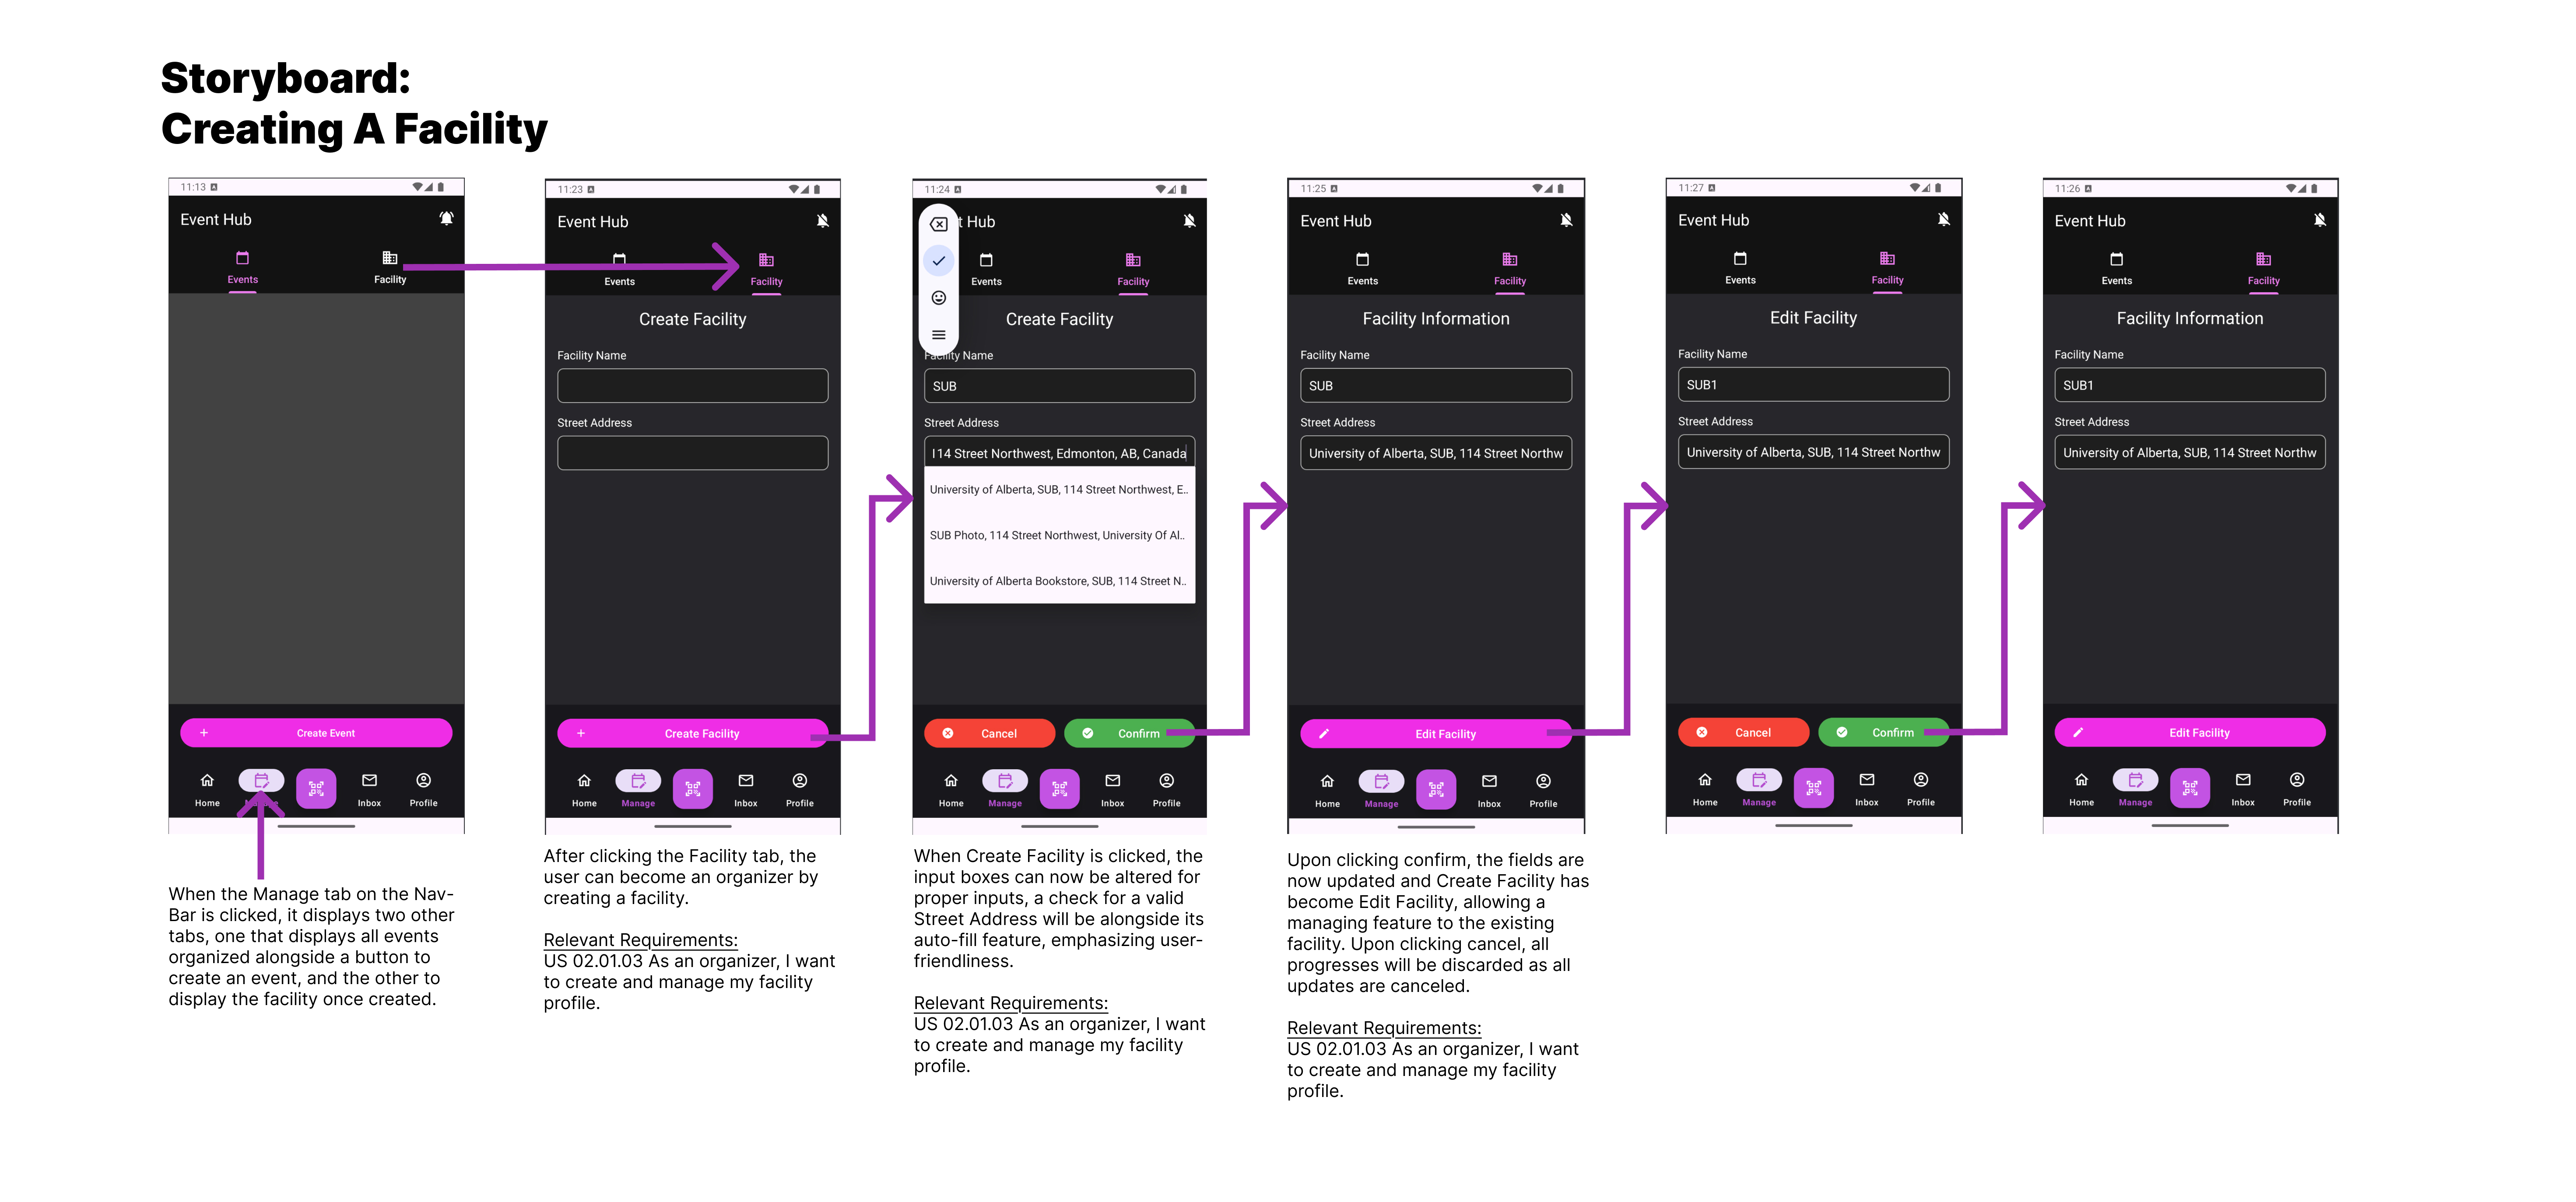 Storyboard:
Creating A Facility
11:13
Event Hub
Events
Facility
Create Event
Home
Inbox
Profile
When the Manage tab on the Nav-
Bar is clicked, it displays two other
tabs, one that displays all events
organized alongside a button to
create an event, and the other to
display the facility once created.
11:23
Event Hub
Events
Facility
Create Facility
Facility Name
Street Address
Create Facility
Home
Manage
Inbox
Profile
After clicking the Facility tab, the
user can become an organizer by
creating a facility.
Relevant Requirements:
US 02.01.03 As an organizer, I want
to create and manage my facility
profile.
11:24
t Hub
Events
Facility
Create Facility
Facility Name
SUB
Street Address
114 Street Northwest, Edmonton, AB, Canada
University of Alberta, SUB, 114 Street Northwest, E..
SUB Photo, 114 Street Northwest, University Of Al..
University of Alberta Bookstore, SUB, 114 Street N..
Cancel
Confirm
Home
Manage
Inbox
Profile
When Create Facility is clicked, the
input boxes can now be altered for
proper inputs, a check for a valid
Street Address will be alongside its
auto-fill feature, emphasizing user-
friendliness.
Relevant Requirements:
US 02.01.03 As an organizer, I want
to create and manage my facility
profile.
11:25
Event Hub
Events
Facility
Facility Information
Facility Name
SUB
Street Address
University of Alberta, SUB, 114 Street Northw
Edit Facility
Home
Manage
Inbox
Profile
Upon clicking confirm, the fields are
now updated and Create Facility has
become Edit Facility, allowing a
managing feature to the existing
facility. Upon clicking cancel, all
progresses will be discarded as all
updates are canceled.
Relevant Requirements:
US 02.01.03 As an organizer, I want
to create and manage my facility
profile.
11:27
Event Hub
Events
Facility
Edit Facility
Facility Name
SUB1
Street Address
University of Alberta, SUB, 114 Street Northw
Cancel
Confirm
Home
Manage
Inbox
Profile
11:26
Event Hub
Events
Facility
Facility Information
Facility Name
SUB1
Street Address
University of Alberta, SUB, 114 Street Northw
Edit Facility
Home
Manage
Inbox
Profile